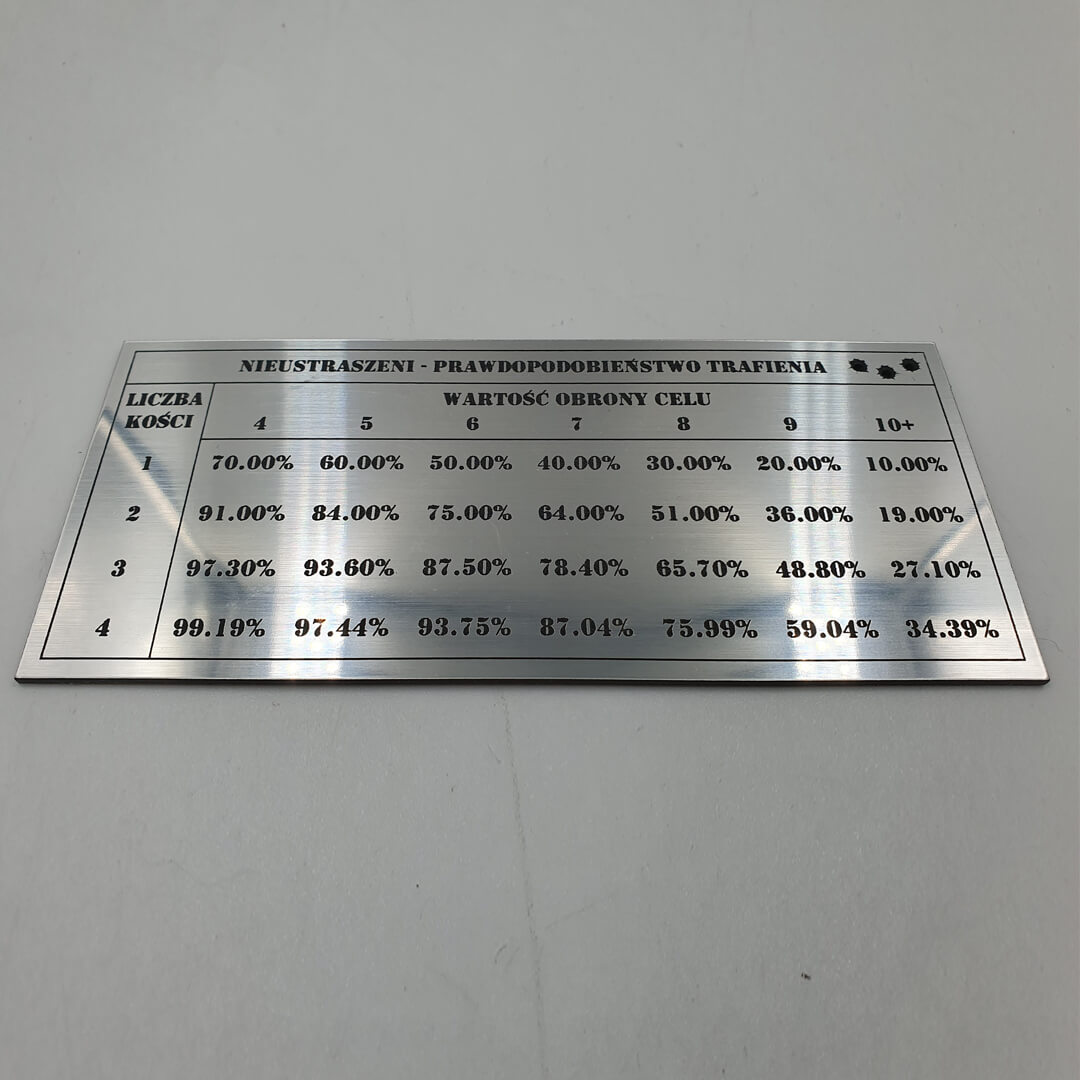 NIEUSTRASZENI - PRAWDOPODOBIEŃSTWO TRAFIENIA
LICZBA KOŚCI
WARTOŚĆ OBRONY CELU
4 5 6 7 8 9 10+
1 70.00% 60.00% 50.00% 40.00% 30.00% 20.00% 10.00%
2 91.00% 84.00% 75.00% 64.00% 51.00% 36.00% 19.00%
3 97.30% 93.60% 87.50% 78.40% 65.70% 48.80% 27.10%
4 99.19% 97.44% 93.75% 87.04% 75.99% 59.04% 34.39%